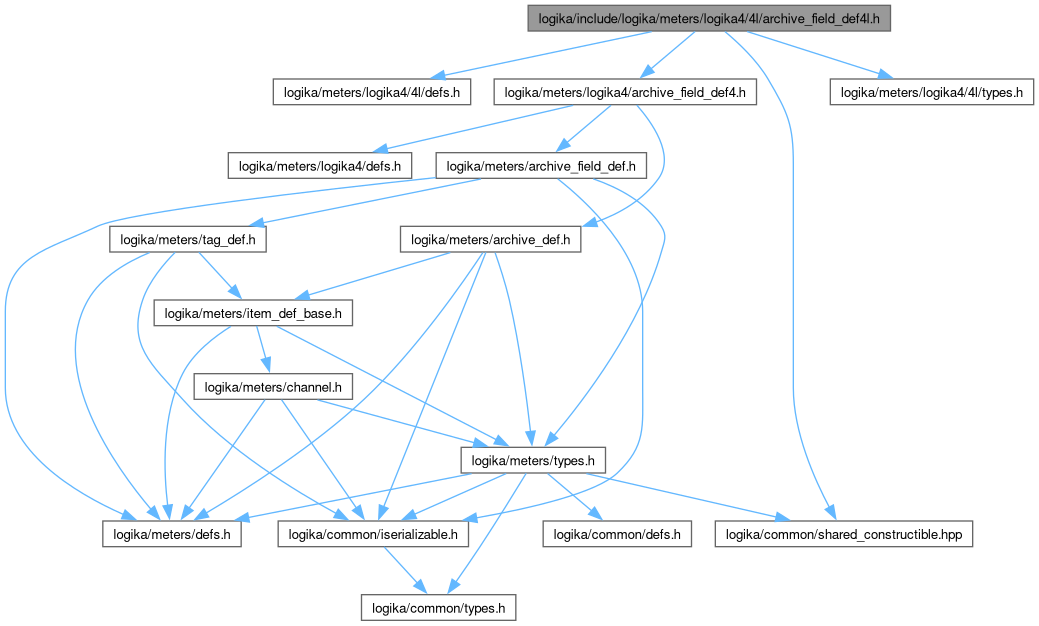 logika/include/logika/meters/logika4/4l/archive_field_def4l.h
logika/meters/logika4/4l/defs.h
logika/meters/logika4/archive_field_def4.h
logika/meters/logika4/4l/types.h
logika/meters/logika4/defs.h
logika/meters/archive_field_def.h
logika/meters/tag_def.h
logika/meters/archive_def.h
logika/meters/item_def_base.h
logika/meters/channel.h
logika/meters/types.h
logika/meters/defs.h
logika/common/iserializable.h
logika/common/defs.h
logika/common/shared_constructible.hpp
logika/common/types.h